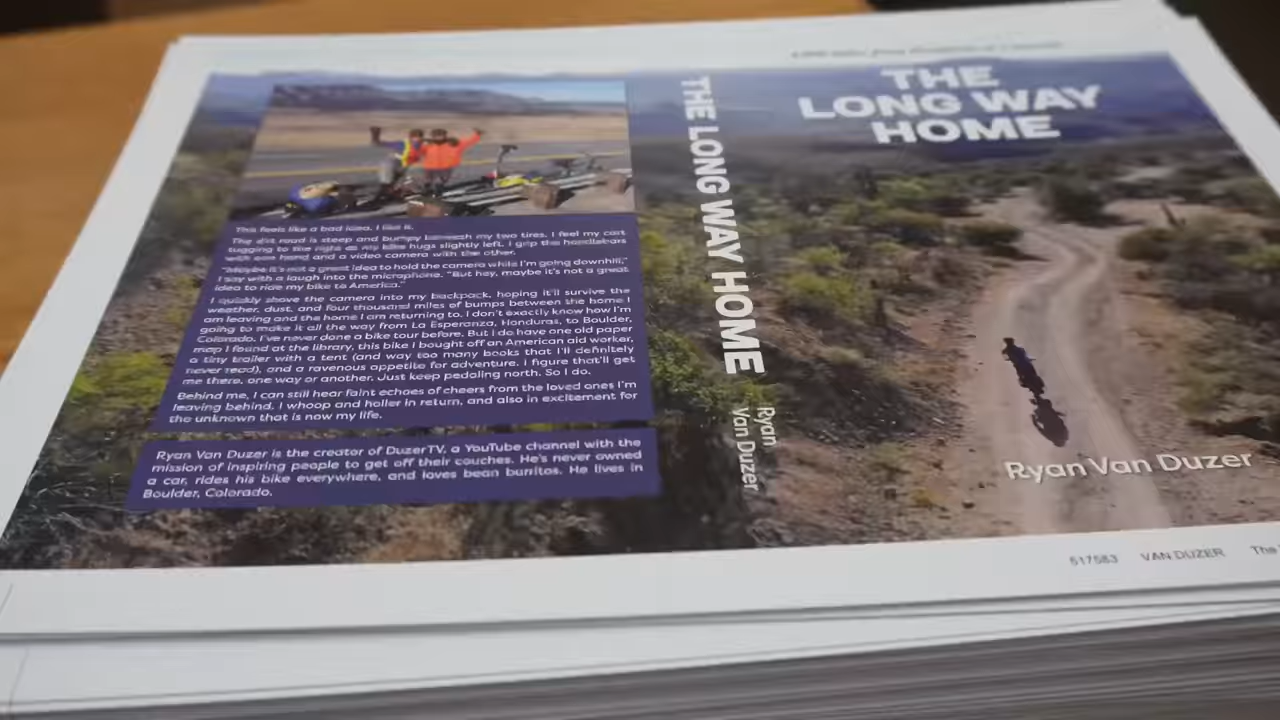 This feels like a bad idea. I like it.
The dirt road is steep and bumpy beneath my two tires. I feel my cart
tugging to the right as my bike hugs slightly left. I grip the handlebars
with one hand and a video camera with the other.
"Maybe it's not a great idea to hold the camera while I'm going downhill,"
I say with a laugh into the microphone. "But hey, maybe it's not a great
idea to ride my bike to America."
I quickly shove the camera into my backpack, hoping it'll survive the
weather, dust, and four thousand miles of bumps between the home I
am leaving and the home I am returning to. I don't exactly know how I'm
going to make it all the way from La Esperanza, Honduras, to Boulder,
Colorado. I've never done a bike tour before. But I do have one old paper
map I found at the library, this bike I bought off an American aid worker,
a tiny trailer with a tent (and way too many books that I'll definitely
never read), and a ravenous appetite for adventure. I figure that'll get
me there, one way or another. Just keep pedaling north. So I do.
Behind me, I can still hear faint echoes of cheers from the loved ones I'm
leaving behind. I whoop and holler in return, and also in excitement for
the unknown that is now my life.
Ryan Van Duzer is the creator of DuzerTV, a YouTube channel with the
mission of inspiring people to get off their couches. He's never owned
a car, rides his bike everywhere, and loves bean burritos. He lives in
Boulder, Colorado.
THE LONG WAY HOME
Ryan
Van Duzer
THE
LONG WAY
HOME
Ryan Van Duzer
517583 VAN DUZER The